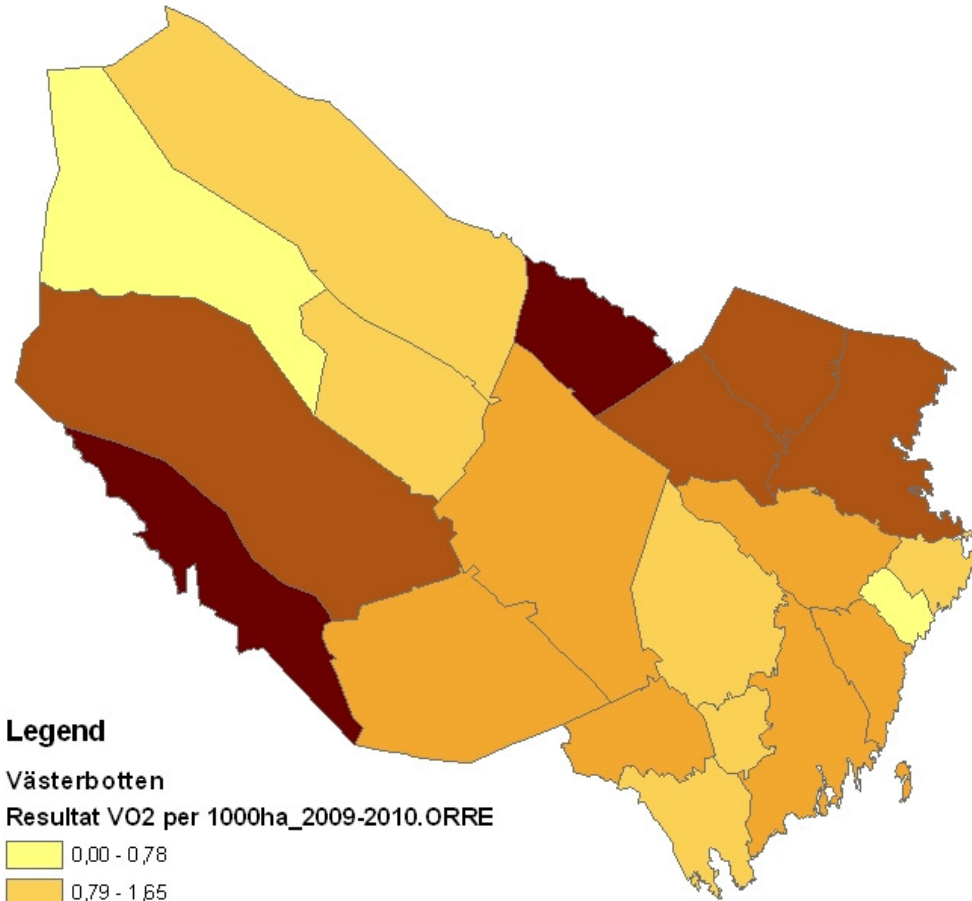 Legend
Västerbotten
Resultat VO2 per 1000ha_2009-2010.ORRE
0,00 - 0,78
0,79 - 1,65